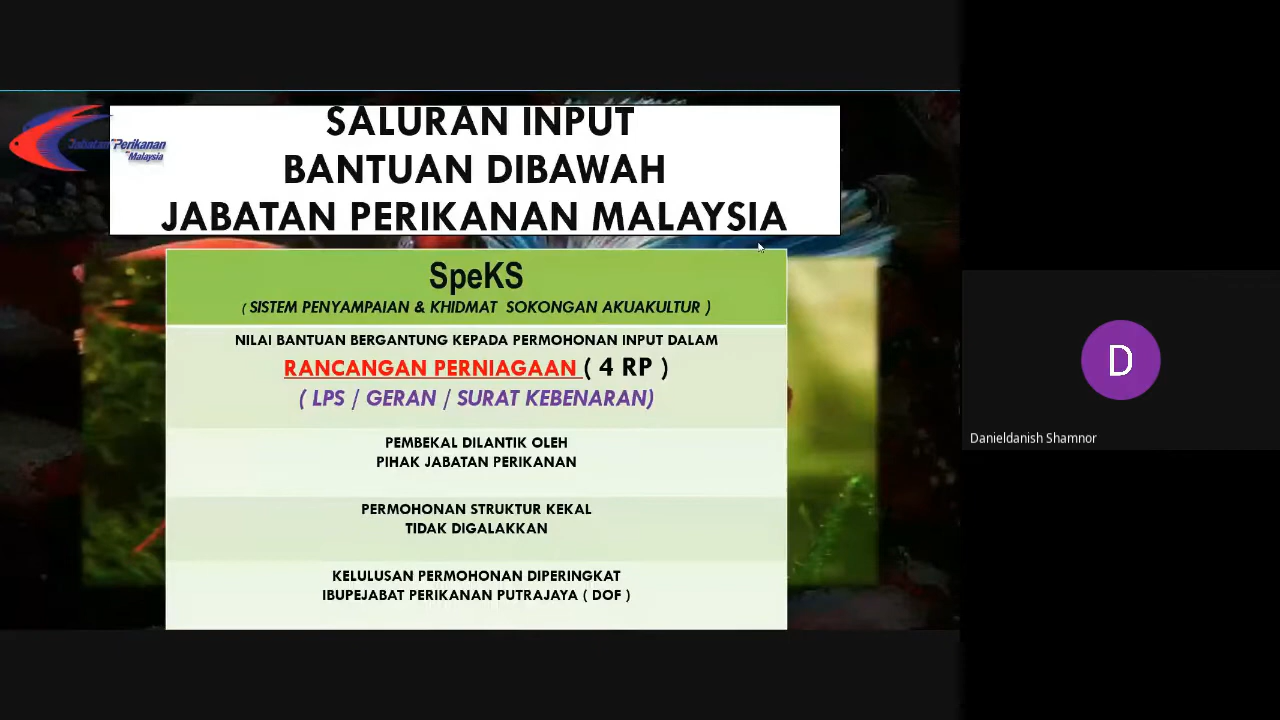 SALURAN INPUT
BANTUAN DIBAWAH
JABATAN PERIKANAN MALAYSIA
Jabatan Perikanan
Malaysia
SpeKS
( SISTEM PENYAMPAIAN & KHIDMAT SOKONGAN AKUAKULTUR )
NILAI BANTUAN BERGANTUNG KEPADA PERMOHONAN INPUT DALAM
RANCANGAN PERNIAGAAN ( 4 RP )
( LPS / GERAN / SURAT KEBENARAN)
PEMBEKAL DILANTIK OLEH
PIHAK JABATAN PERIKANAN
PERMOHONAN STRUKTUR KEKAL
TIDAK DIGALAKKAN
KELULUSAN PERMOHONAN DIPERINGKAT
IBUPEJABAT PERIKANAN PUTRAJAYA ( DOF )
D
Danieldanish Shamnor